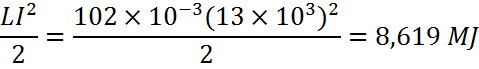 LI²/2 = 102 × 10⁻³(13 × 10³)²/2 = 8,619 MJ